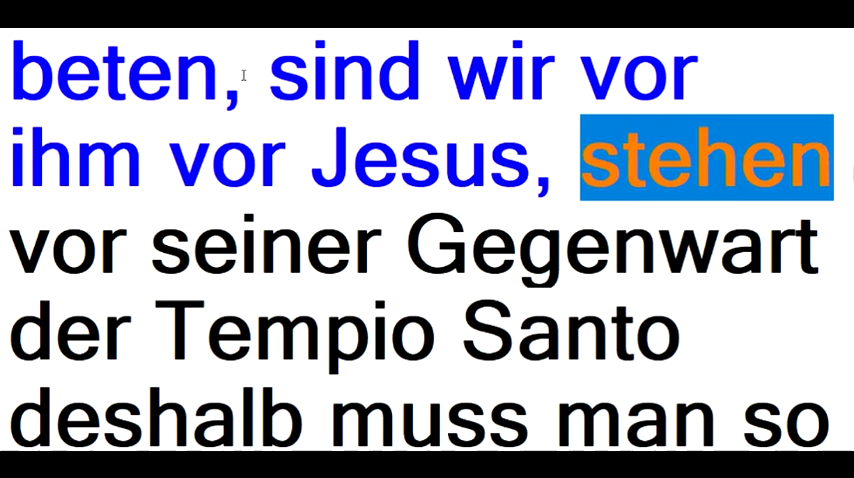 beten, sind wir vor
ihm vor Jesus, stehen
vor seiner Gegenwart
der Tempio Santo
deshalb muss man so